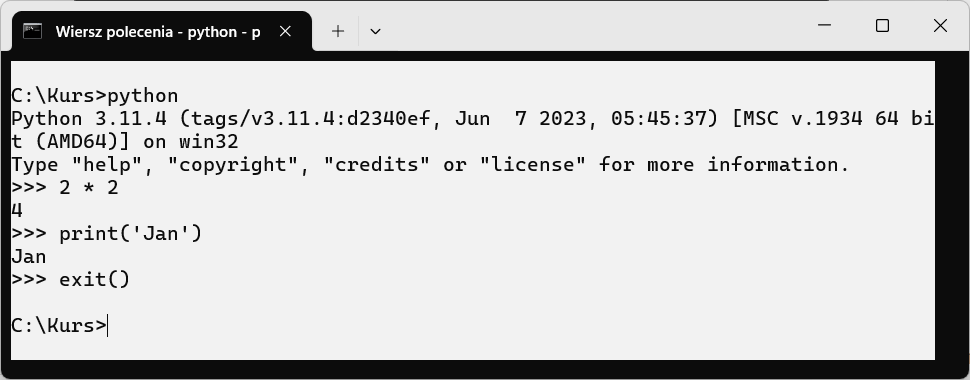 Wiersz polecenia - python - p
C:\Kurs>python
Python 3.11.4 (tags/v3.11.4:d2340ef, Jun  7 2023, 05:45:37) [MSC v.1934 64 bi
t (AMD64)] on win32
Type "help", "copyright", "credits" or "license" for more information.
>>> 2 * 2
4
>>> print('Jan')
Jan
>>> exit()
C:\Kurs>